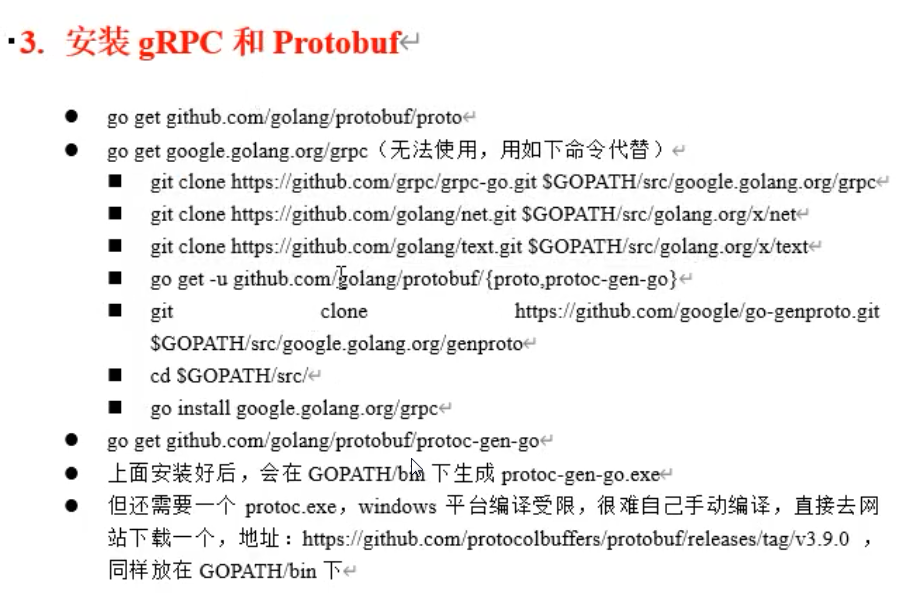 3. 安装 gRPC 和 Protobuf
go get github.com/golang/protobuf/proto
go get google.golang.org/grpc（无法使用，用如下命令代替）
git clone https://github.com/grpc/grpc-go.git $GOPATH/src/google.golang.org/grpc
git clone https://github.com/golang/net.git $GOPATH/src/golang.org/x/net
git clone https://github.com/golang/text.git $GOPATH/src/golang.org/x/text
go get -u github.com/golang/protobuf/{proto,protoc-gen-go}
git clone https://github.com/google/go-genproto.git
$GOPATH/src/google.golang.org/genproto
cd $GOPATH/src/
go install google.golang.org/grpc
go get github.com/golang/protobuf/protoc-gen-go
上面安装好后，会在 GOPATH/bin 下生成 protoc-gen-go.exe
但还需要一个 protoc.exe，windows 平台编译受限，很难自己手动编译，直接去网
站下载一个，地址：https://github.com/protocolbuffers/protobuf/releases/tag/v3.9.0 ，
同样放在 GOPATH/bin 下